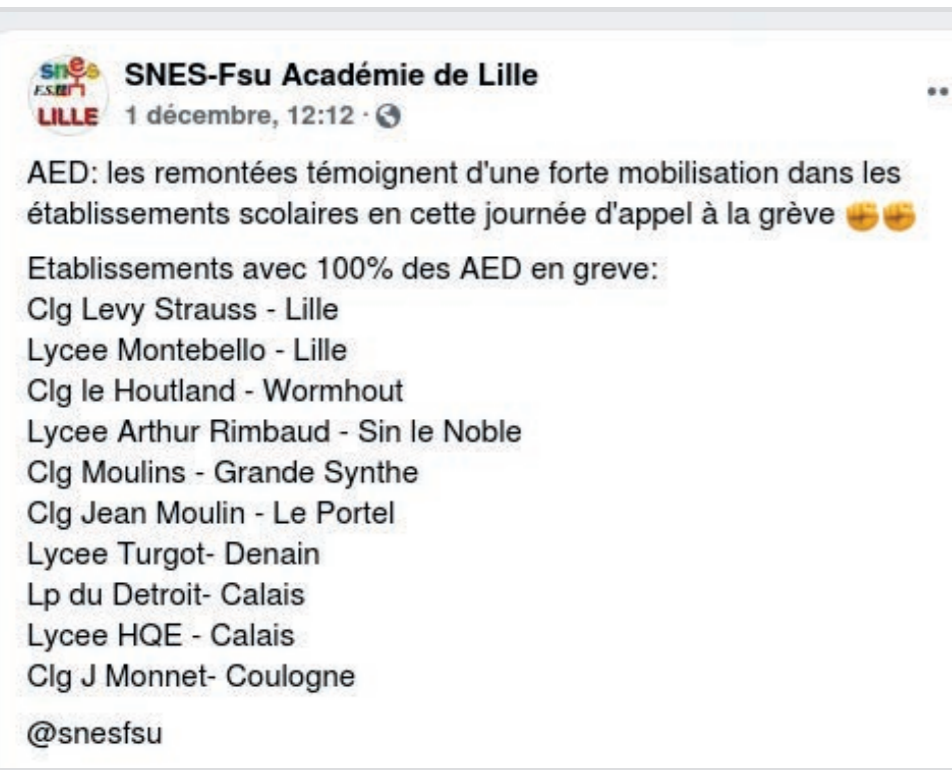 snes
F.S.U.
LILLE
SNES-Fsu Académie de Lille
1 décembre, 12:12 ·
AED: les remontées témoignent d'une forte mobilisation dans les
établissements scolaires en cette journée d'appel à la grève ✊✊
Etablissements avec 100% des AED en greve:
Clg Levy Strauss - Lille
Lycee Montebello - Lille
Clg le Houtland - Wormhout
Lycee Arthur Rimbaud - Sin le Noble
Clg Moulins - Grande Synthe
Clg Jean Moulin - Le Portel
Lycee Turgot- Denain
Lp du Detroit- Calais
Lycee HQE - Calais
Clg J Monnet- Coulogne
@snesfsu